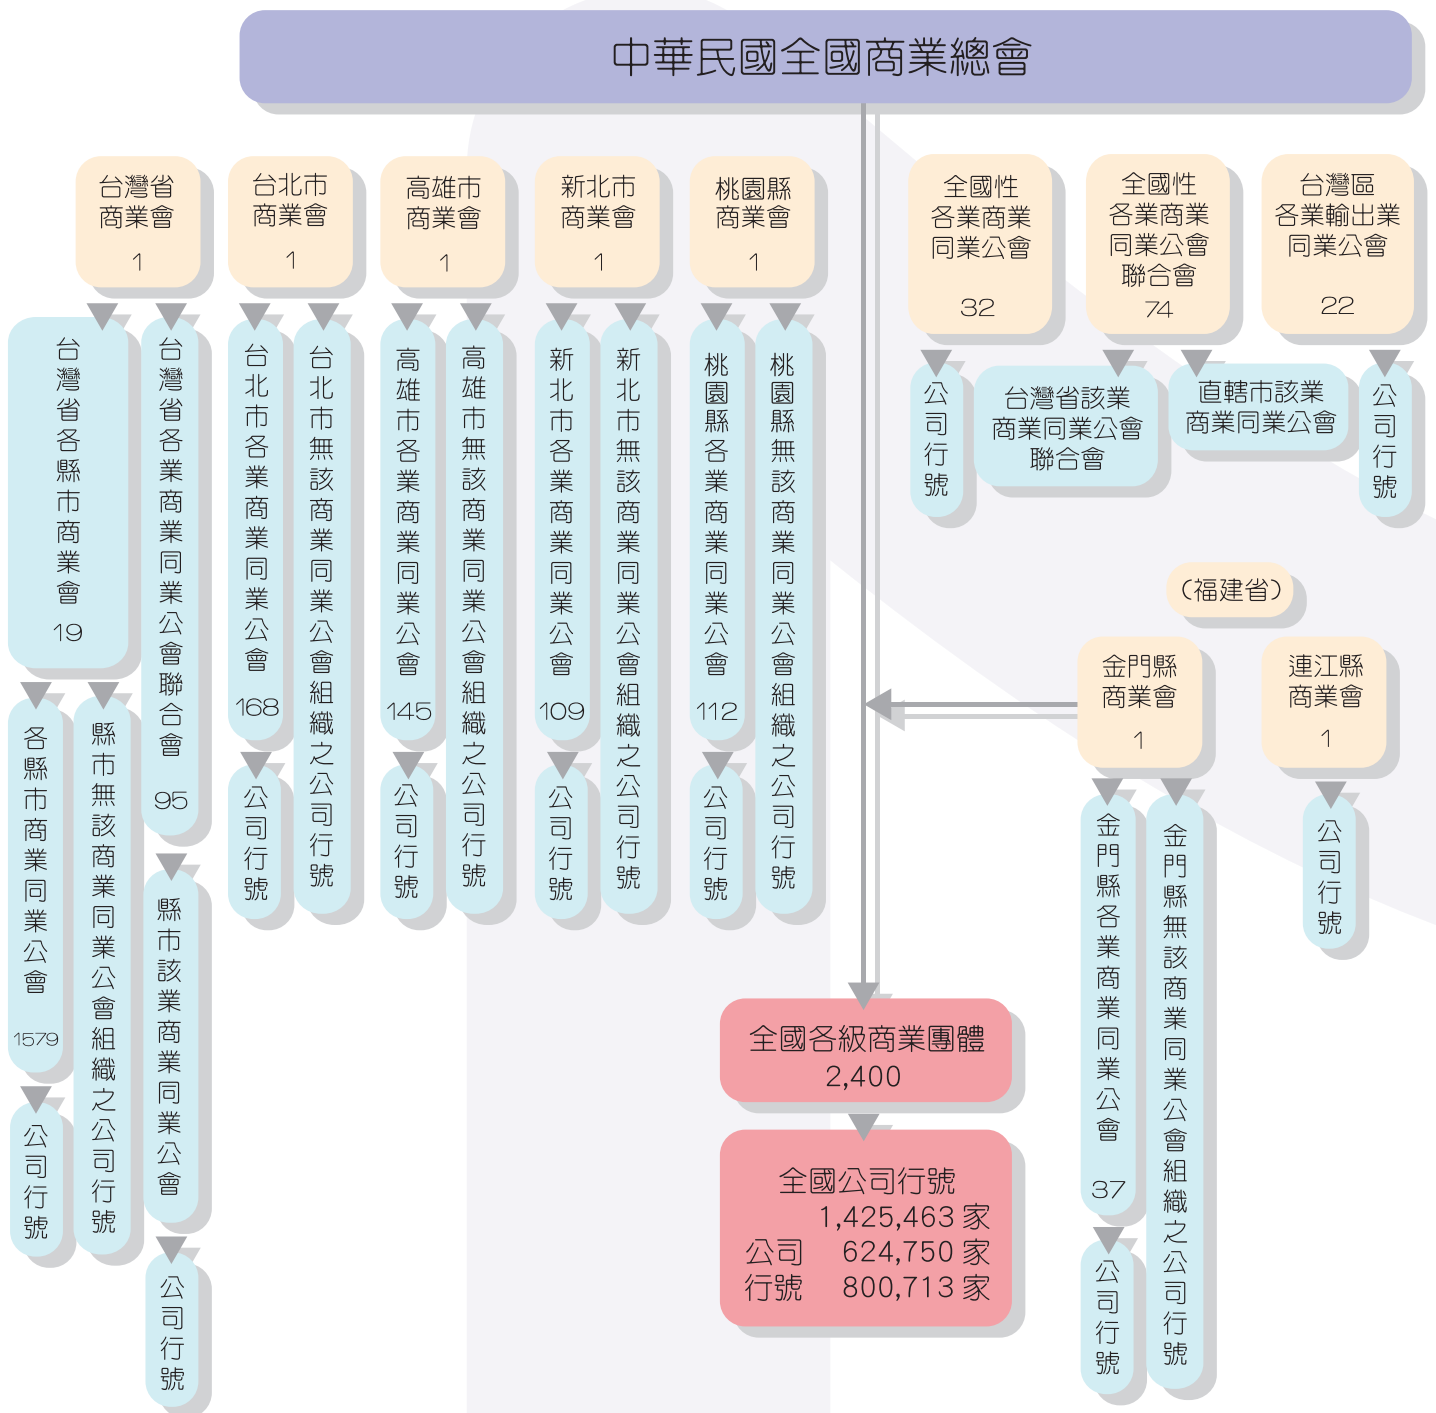 中華民國全國商業總會
台灣省
商業會
1
台北市
商業會
1
高雄市
商業會
1
新北市
商業會
1
桃園縣
商業會
1
全國性
各業商業
同業公會
32
全國性
各業商業
同業公會
聯合會
74
台灣區
各業輸出業
同業公會
22
台灣省各縣市商業會
19
台灣省各業商業同業公會聯合會
95
台北市各業商業同業公會
168
台北市無該商業同業公會組織之公司行號
高雄市各業商業同業公會
145
高雄市無該商業同業公會組織之公司行號
新北市各業商業同業公會
109
新北市無該商業同業公會組織之公司行號
桃園縣各業商業同業公會
112
桃園縣無該商業同業公會組織之公司行號
公司行號
台灣省該業
商業同業公會
聯合會
直轄市該業
商業同業公會
公司行號
(福建省)
金門縣
商業會
1
連江縣
商業會
1
各縣市商業同業公會
1579
縣市無該商業同業公會組織之公司行號
縣市該業商業同業公會
公司行號
公司行號
公司行號
公司行號
金門縣各業商業同業公會
37
金門縣無該商業同業公會組織之公司行號
公司行號
全國各級商業團體
2,400
全國公司行號
1,425,463 家
公司 624,750 家
行號 800,713 家
公司行號
公司行號
公司行號